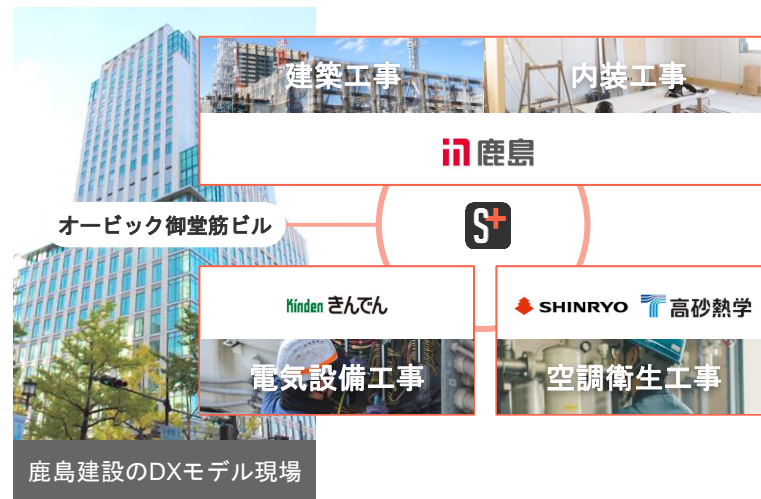 建築工事
内装工事
鹿島
オービック御堂筋ビル
S+
Kinden きんでん
SHINRYO
高砂熱学
電気設備工事
空調衛生工事
鹿島建設のDXモデル現場